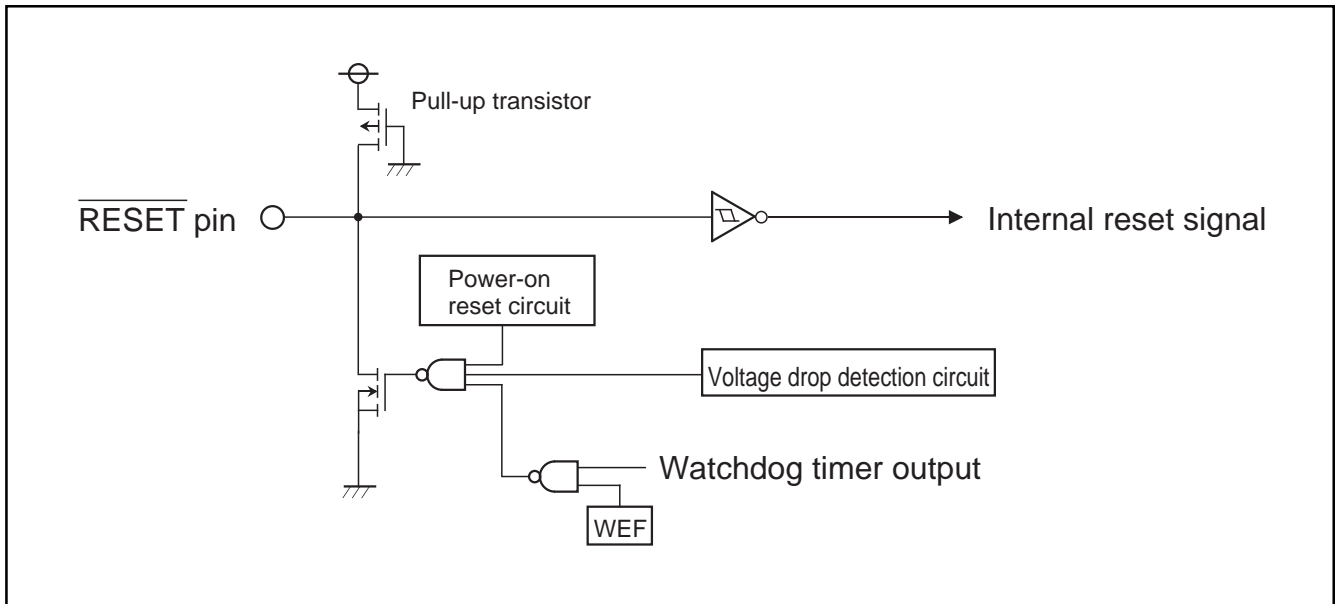 Pull-up transistor
RESET pin
Internal reset signal
Power-on
reset circuit
Voltage drop detection circuit
Watchdog timer output
WEF